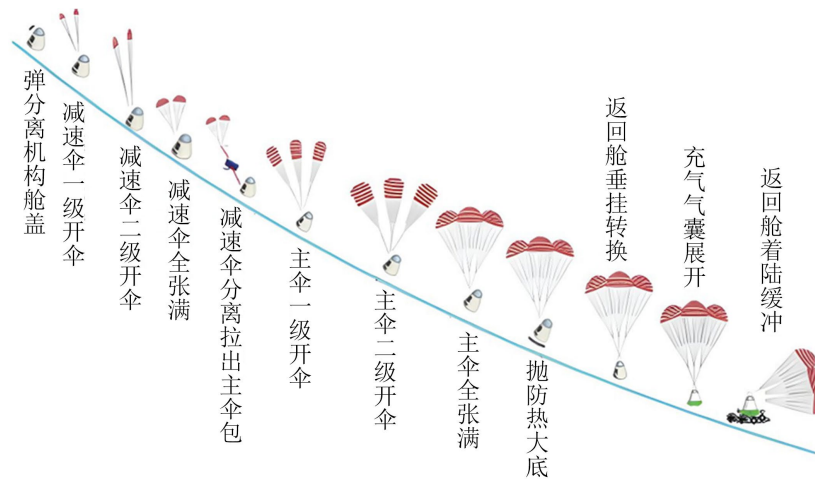 弹分离机构舱盖
减速伞一级开伞
减速伞二级开伞
减速伞全张满
减速伞分离拉出主伞包
主伞一级开伞
主伞二级开伞
主伞全张满
抛防热大底
返回舱垂挂转换
充气气囊展开
返回舱着陆缓冲